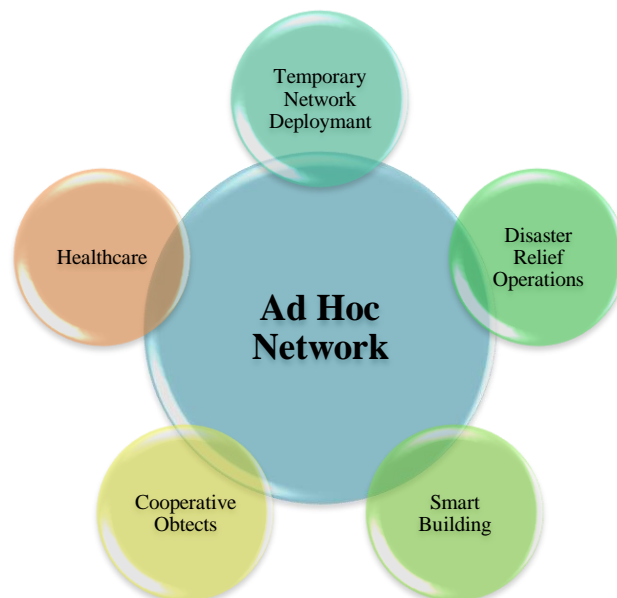 Temporary
Network
Deploymant
Healthcare
Disaster
Relief
Operations
Ad Hoc
Network
Cooperative
Obtects
Smart
Building